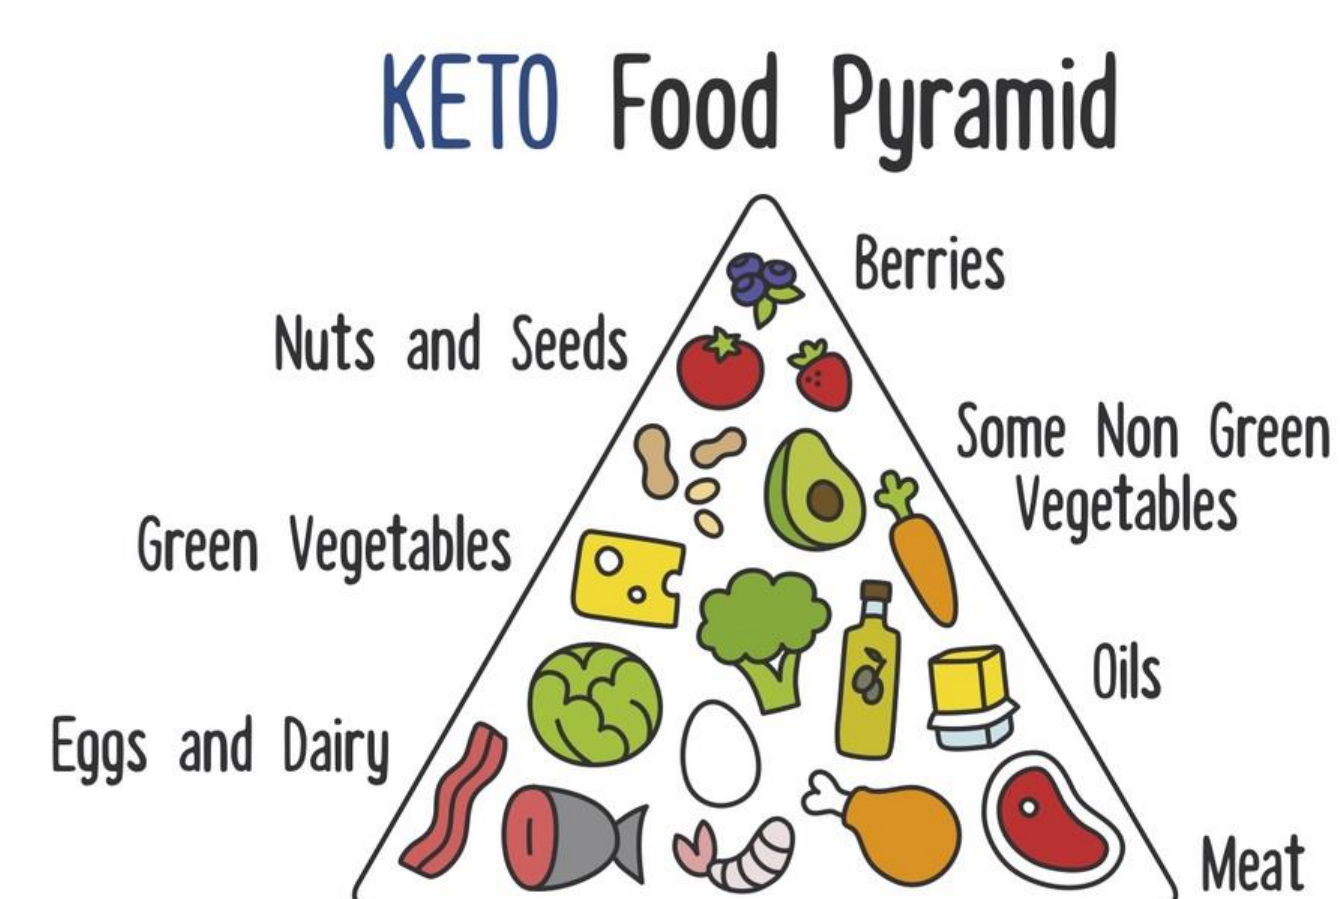 KETO Food Pyramid
Berries
Nuts and Seeds
Some Non Green
Vegetables
Green Vegetables
Oils
Eggs and Dairy
Meat